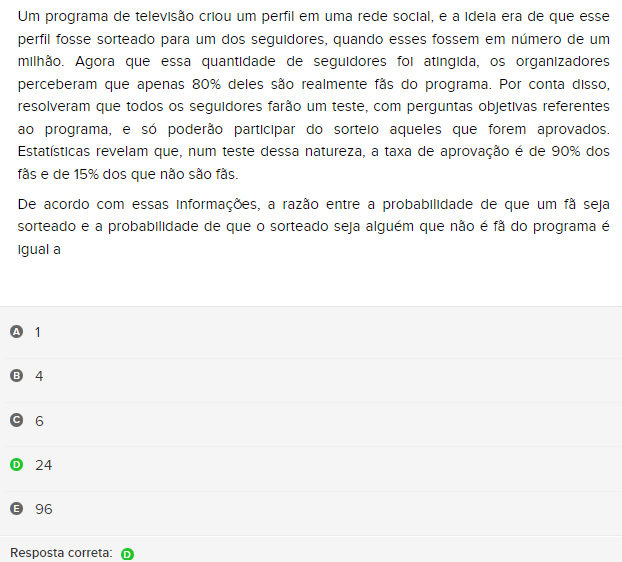 Um programa de televisão criou um perfil em uma rede social, e a ideia era de que esse
perfil fosse sorteado para um dos seguidores, quando esses fossem em número de um
milhão. Agora que essa quantidade de seguidores foi atingida, os organizadores
perceberam que apenas 80% deles são realmente fãs do programa. Por conta disso,
resolveram que todos os seguidores farão um teste, com perguntas objetivas referentes
ao programa, e só poderão participar do sorteio aqueles que forem aprovados.
Estatísticas revelam que, num teste dessa natureza, a taxa de aprovação é de 90% dos
fãs e de 15% dos que não são fãs.
De acordo com essas informações, a razão entre a probabilidade de que um fã seja
sorteado e a probabilidade de que o sorteado seja alguém que não é fã do programa é
igual a
A 1
B 4
C 6
D 24
E 96
Resposta correta: D